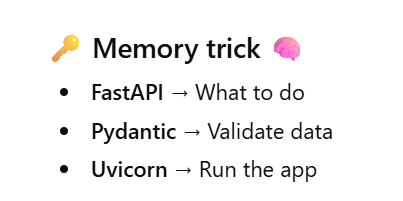 🔑 Memory trick 🧠
• FastAPI → What to do
• Pydantic → Validate data
• Uvicorn → Run the app